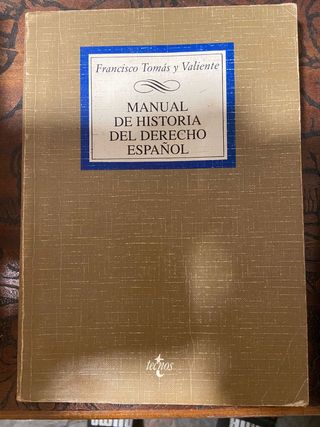 Francisco Tomás y Valiente
MANUAL
DE HISTORIA
DEL DERECHO
ESPAÑOL
tecnos